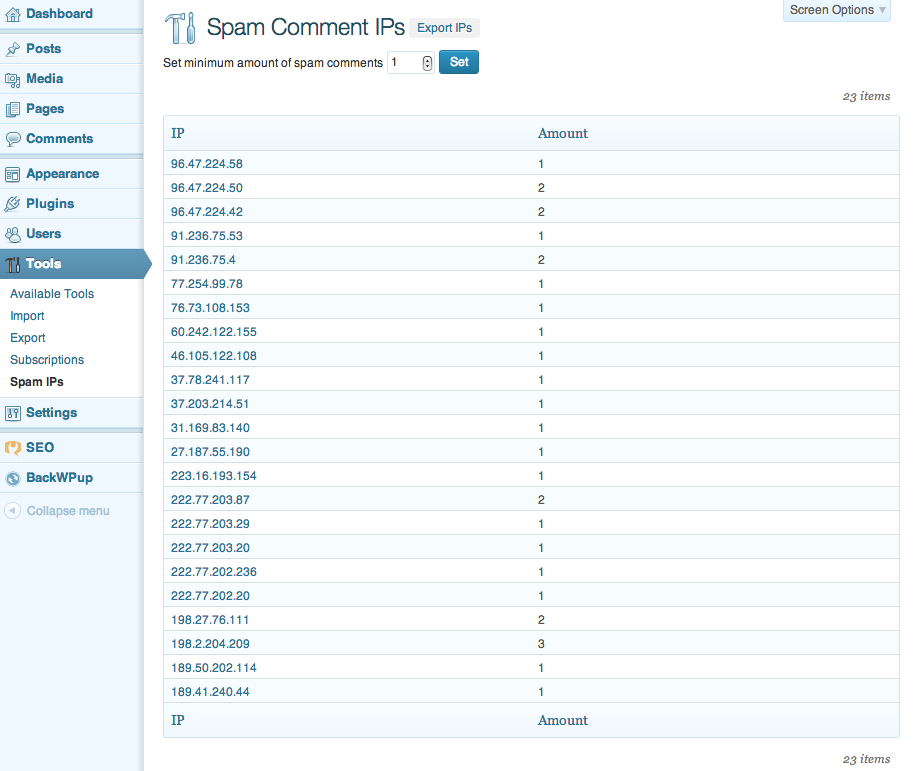 Dashboard
Posts
Media
Pages
Comments
Appearance
Plugins
Users
Tools
Available Tools
Import
Export
Subscriptions
Spam IPs
Settings
SEO
BackWPup
Collapse menu
Screen Options
Spam Comment IPs Export IPs
Set minimum amount of spam comments 1 Set
23 items
IP Amount
96.47.224.58 1
96.47.224.50 2
96.47.224.42 2
91.236.75.53 1
91.236.75.4 2
77.254.99.78 1
76.73.108.153 1
60.242.122.155 1
46.105.122.108 1
37.78.241.117 1
37.203.214.51 1
31.169.83.140 1
27.187.55.190 1
223.16.193.154 1
222.77.203.87 2
222.77.203.29 1
222.77.203.20 1
222.77.202.236 1
222.77.202.20 1
198.27.76.111 2
198.2.204.209 3
189.50.202.114 1
189.41.240.44 1
IP Amount
23 items